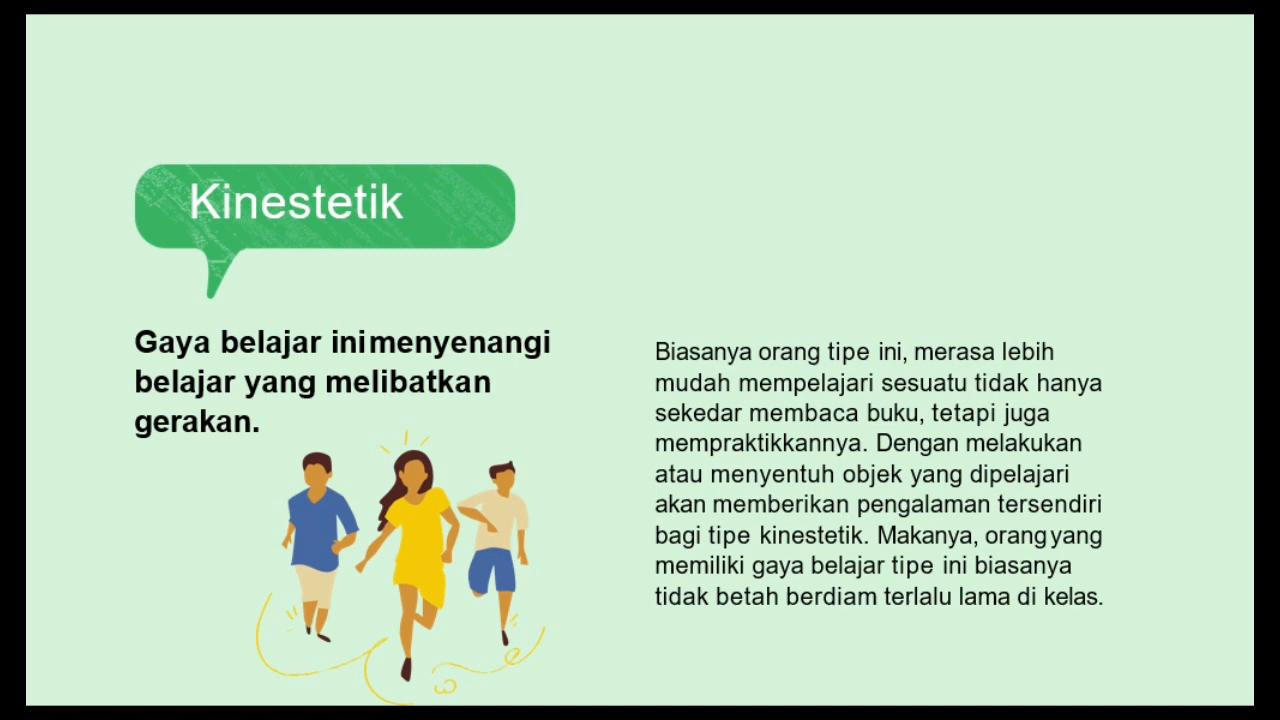 Kinestetik
Gaya belajar ini menyenangi
belajar yang melibatkan
gerakan.
Biasanya orang tipe ini, merasa lebih
mudah mempelajari sesuatu tidak hanya
sekedar membaca buku, tetapi juga
mempraktikkannya. Dengan melakukan
atau menyentuh objek yang dipelajari
akan memberikan pengalaman tersendiri
bagi tipe kinestetik. Makanya, orang yang
memiliki gaya belajar tipe ini biasanya
tidak betah berdiam terlalu lama di kelas.